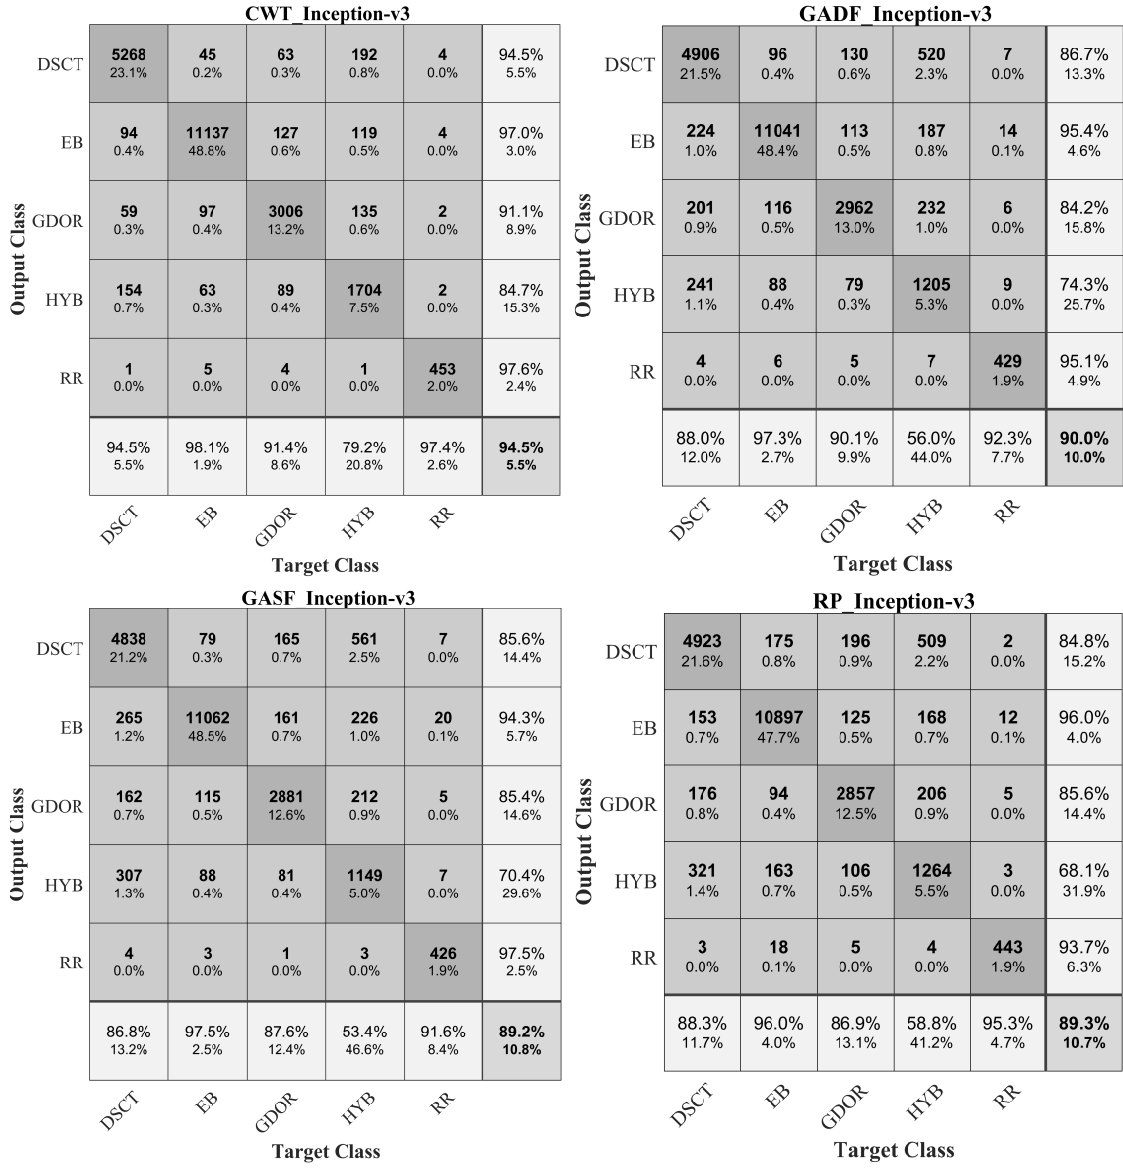 CWT_Inception-v3
DSCT 5268 45 63 192 4 94.5%
23.1% 0.2% 0.3% 0.8% 0.0% 5.5%
EB 94 11137 127 119 4 97.0%
0.4% 48.8% 0.6% 0.5% 0.0% 3.0%
GDOR 59 97 3006 135 2 91.1%
0.3% 0.4% 13.2% 0.6% 0.0% 8.9%
HYB 154 63 89 1704 2 84.7%
0.7% 0.3% 0.4% 7.5% 0.0% 15.3%
RR 1 5 4 1 453 97.6%
0.0% 0.0% 0.0% 0.0% 2.0% 2.4%
94.5% 98.1% 91.4% 79.2% 97.4% 94.5%
5.5% 1.9% 8.6% 20.8% 2.6% 5.5%
DSCT EB GDOR HYB RR
Target Class
Output Class
GADF_Inception-v3
DSCT 4906 96 130 520 7 86.7%
21.5% 0.4% 0.6% 2.3% 0.0% 13.3%
EB 224 11041 113 187 14 95.4%
1.0% 48.4% 0.5% 0.8% 0.1% 4.6%
GDOR 201 116 2962 232 6 84.2%
0.9% 0.5% 13.0% 1.0% 0.0% 15.8%
HYB 241 88 79 1205 9 74.3%
1.1% 0.4% 0.3% 5.3% 0.0% 25.7%
RR 4 6 5 7 429 95.1%
0.0% 0.0% 0.0% 0.0% 1.9% 4.9%
88.0% 97.3% 90.1% 56.0% 92.3% 90.0%
12.0% 2.7% 9.9% 44.0% 7.7% 10.0%
DSCT EB GDOR HYB RR
Target Class
Output Class
GASF_Inception-v3
DSCT 4838 79 165 561 7 85.6%
21.2% 0.3% 0.7% 2.5% 0.0% 14.4%
EB 265 11062 161 226 20 94.3%
1.2% 48.5% 0.7% 1.0% 0.1% 5.7%
GDOR 162 115 2881 212 5 85.4%
0.7% 0.5% 12.6% 0.9% 0.0% 14.6%
HYB 307 88 81 1149 7 70.4%
1.3% 0.4% 0.4% 5.0% 0.0% 29.6%
RR 4 3 1 3 426 97.5%
0.0% 0.0% 0.0% 0.0% 1.9% 2.5%
86.8% 97.5% 87.6% 53.4% 91.6% 89.2%
13.2% 2.5% 12.4% 46.6% 8.4% 10.8%
DSCT EB GDOR HYB RR
Target Class
Output Class
RP_Inception-v3
DSCT 4923 175 196 509 2 84.8%
21.6% 0.8% 0.9% 2.2% 0.0% 15.2%
EB 153 10897 125 168 12 96.0%
0.7% 47.7% 0.5% 0.7% 0.1% 4.0%
GDOR 176 94 2857 206 5 85.6%
0.8% 0.4% 12.5% 0.9% 0.0% 14.4%
HYB 321 163 106 1264 3 68.1%
1.4% 0.7% 0.5% 5.5% 0.0% 31.9%
RR 3 18 5 4 443 93.7%
0.0% 0.1% 0.0% 0.0% 1.9% 6.3%
88.3% 96.0% 86.9% 58.8% 95.3% 89.3%
11.7% 4.0% 13.1% 41.2% 4.7% 10.7%
DSCT EB GDOR HYB RR
Target Class
Output Class